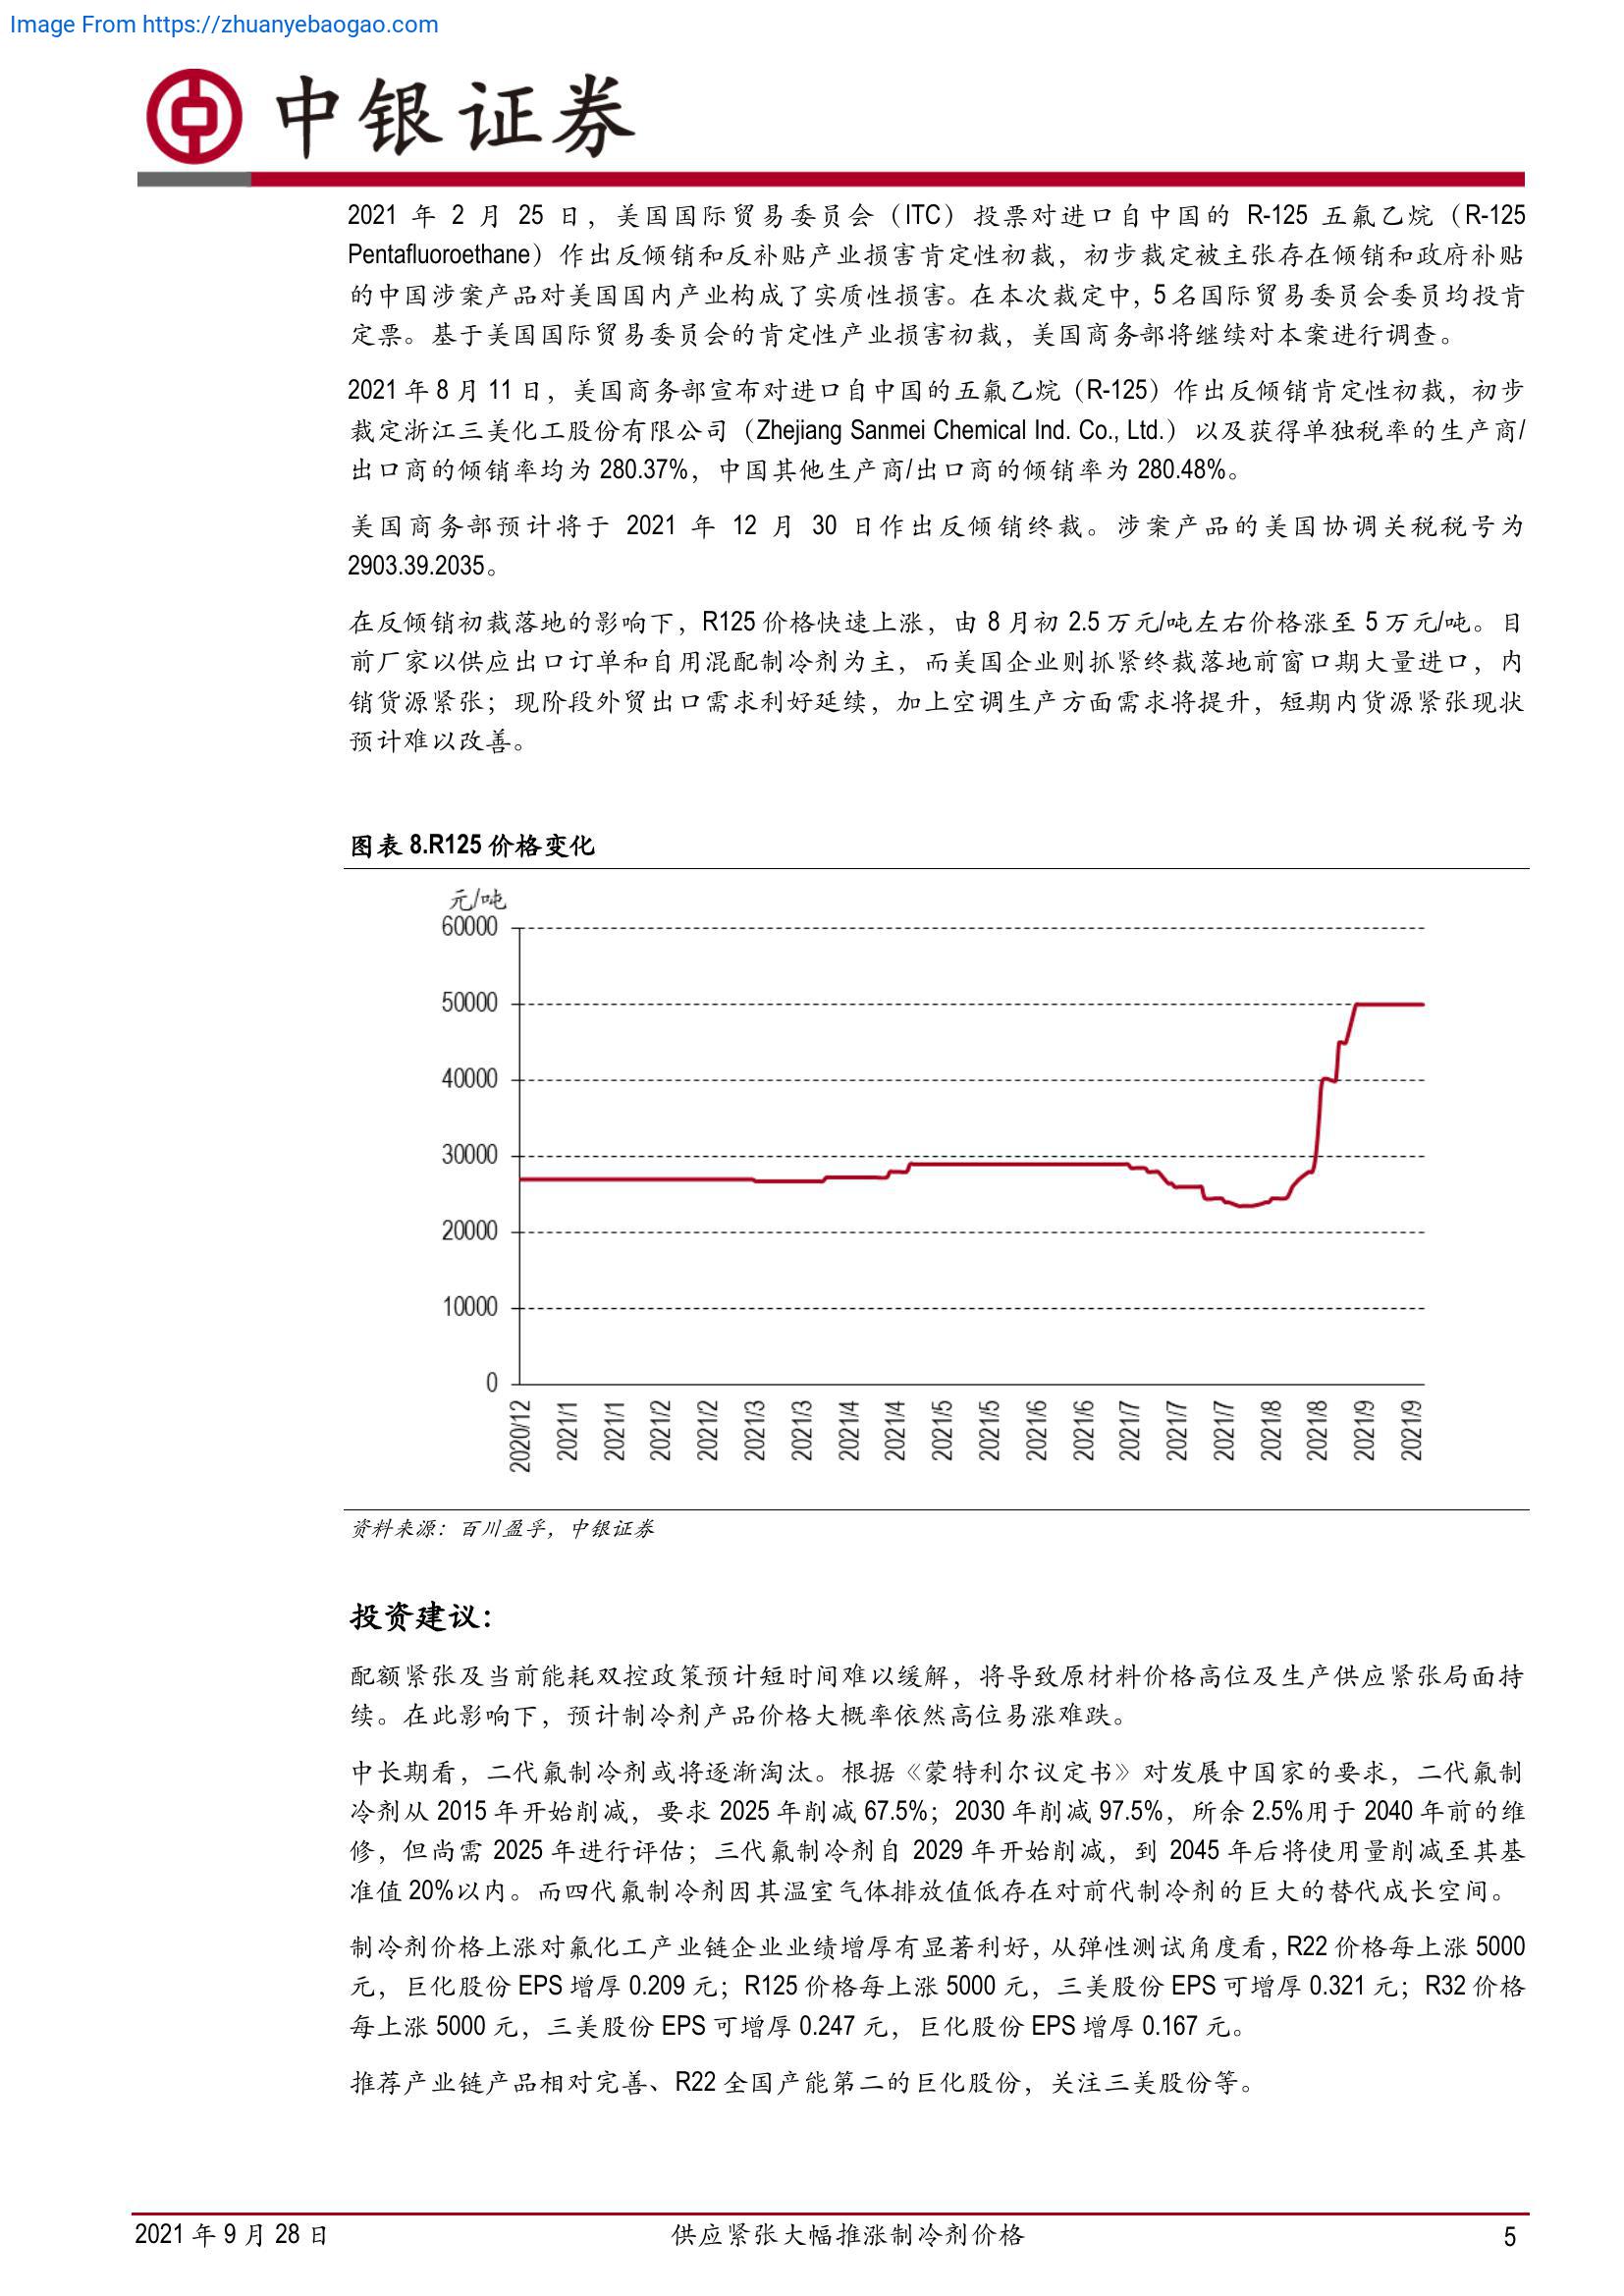 Image From https://zhuanyebaogao.com
中银证券
2021 年 2 月 25 日，美国国际贸易委员会（ITC）投票对进口自中国的 R-125 五氟乙烷（R-125
Pentafluoroethane）作出反倾销和反补贴产业损害肯定性初裁，初步裁定被主张存在倾销和政府补贴
的中国涉案产品对美国国内产业构成了实质性损害。在本次裁定中，5 名国际贸易委员会委员均投肯
定票。基于美国国际贸易委员会的肯定性产业损害初裁，美国商务部将继续对本案进行调查。
2021 年 8 月 11 日，美国商务部宣布对进口自中国的五氟乙烷（R-125）作出反倾销肯定性初裁，初步
裁定浙江三美化工股份有限公司（Zhejiang Sanmei Chemical Ind. Co., Ltd.）以及获得单独税率的生产商/
出口商的倾销率均为 280.37%，中国其他生产商/出口商的倾销率为 280.48%。
美国商务部预计将于 2021 年 12 月 30 日作出反倾销终裁。涉案产品的美国协调关税税号为
2903.39.2035。
在反倾销初裁落地的影响下，R125 价格快速上涨，由 8 月初 2.5 万元/吨左右价格涨至 5 万元/吨。目
前厂家以供应出口订单和自用混配制冷剂为主，而美国企业则抓紧终裁落地前窗口期大量进口，内
销货源紧张；现阶段外贸出口需求利好延续，加上空调生产方面需求将提升，短期内货源紧张现状
预计难以改善。
图表 8.R125 价格变化
元/吨
60000
50000
40000
30000
20000
10000
0
2020/12
2021/1
2021/1
2021/2
2021/2
2021/3
2021/3
2021/4
2021/4
2021/5
2021/5
2021/6
2021/6
2021/7
2021/7
2021/7
2021/8
2021/8
2021/9
2021/9
资料来源：百川盈孚，中银证券
投资建议：
配额紧张及当前能耗双控政策预计短时间难以缓解，将导致原材料价格高位及生产供应紧张局面持
续。在此影响下，预计制冷剂产品价格大概率依然高位易涨难跌。
中长期看，二代氟制冷剂或将逐渐淘汰。根据《蒙特利尔议定书》对发展中国家的要求，二代氟制
冷剂从 2015 年开始削减，要求 2025 年削减 67.5%；2030 年削减 97.5%，所余 2.5%用于 2040 年前的维
修，但尚需 2025 年进行评估；三代氟制冷剂自 2029 年开始削减，到 2045 年后将使用量削减至其基
准值 20%以内。而四代氟制冷剂因其温室气体排放值低存在对前代制冷剂的巨大的替代成长空间。
制冷剂价格上涨对氟化工产业链企业业绩增厚有显著利好，从弹性测试角度看，R22 价格每上涨 5000
元，巨化股份 EPS 增厚 0.209 元；R125 价格每上涨 5000 元，三美股份 EPS 可增厚 0.321 元；R32 价格
每上涨 5000 元，三美股份 EPS 可增厚 0.247 元，巨化股份 EPS 增厚 0.167 元。
推荐产业链产品相对完善、R22 全国产能第二的巨化股份，关注三美股份等。
2021 年 9 月 28 日
供应紧张大幅推涨制冷剂价格
5